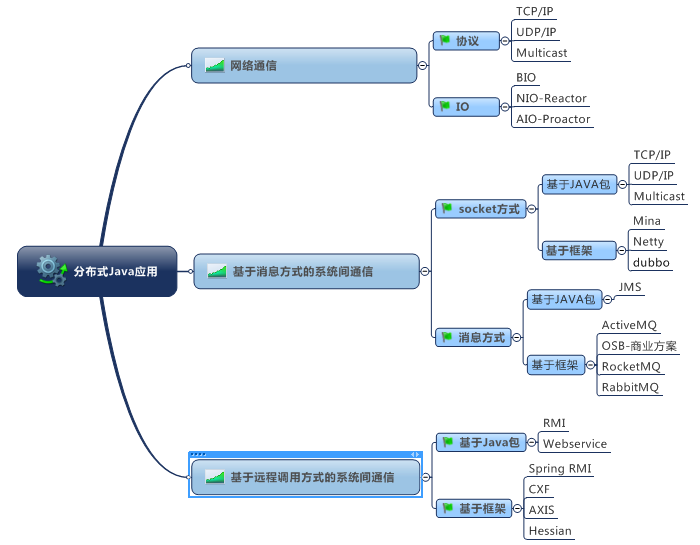 分布式Java应用
网络通信
协议
TCP/IP
UDP/IP
Multicast
IO
BIO
NIO-Reactor
AIO-Proactor
基于消息方式的系统间通信
socket方式
基于JAVA包
TCP/IP
UDP/IP
Multicast
基于框架
Mina
Netty
dubbo
消息方式
基于JAVA包
JMS
基于框架
ActiveMQ
OSB-商业方案
RocketMQ
RabbitMQ
基于远程调用方式的系统间通信
基于Java包
RMI
Webservice
基于框架
Spring RMI
CXF
AXIS
Hessian